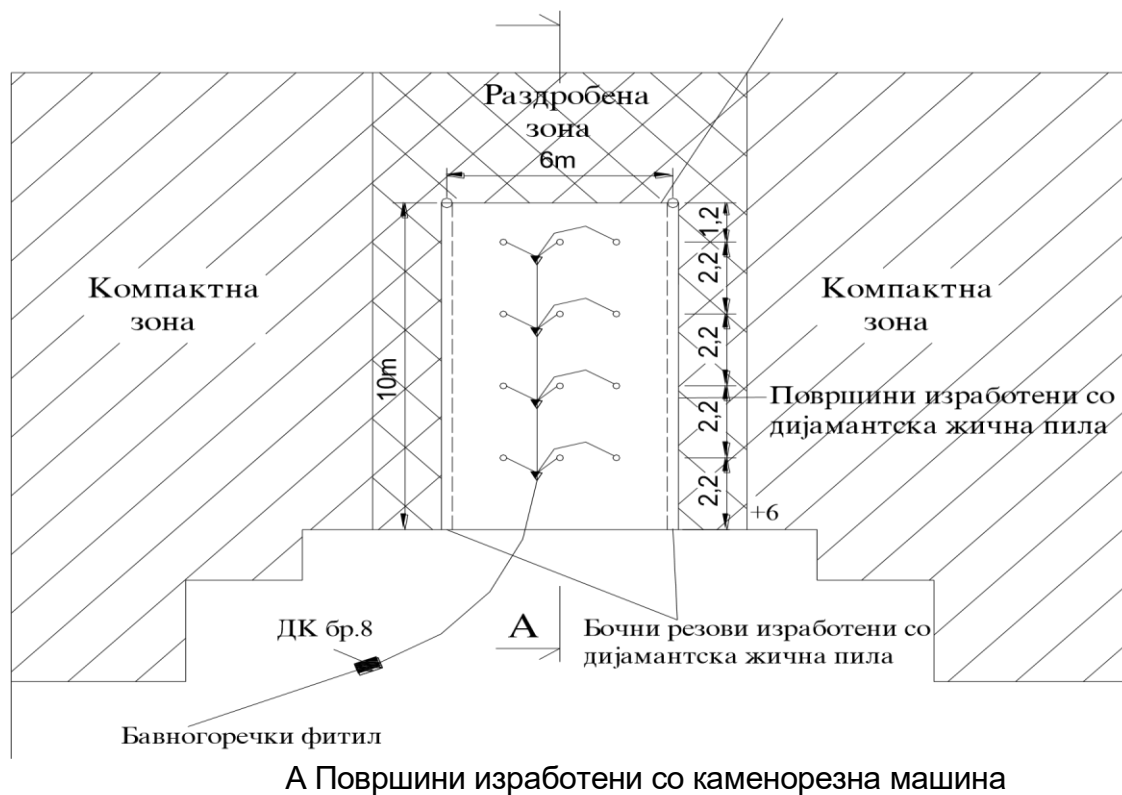 Раздробена
зона
6m
1,2
2,2
2,2
2,2
2,2
Компактна
зона
Компактна
зона
10m
Површини изработени со
дијамантска жична пила
+6
ДК бр.8
А
Бочни резови изработени со
дијамантска жична пила
Бавногоречки фитил
А Површини изработени со каменорезна машина